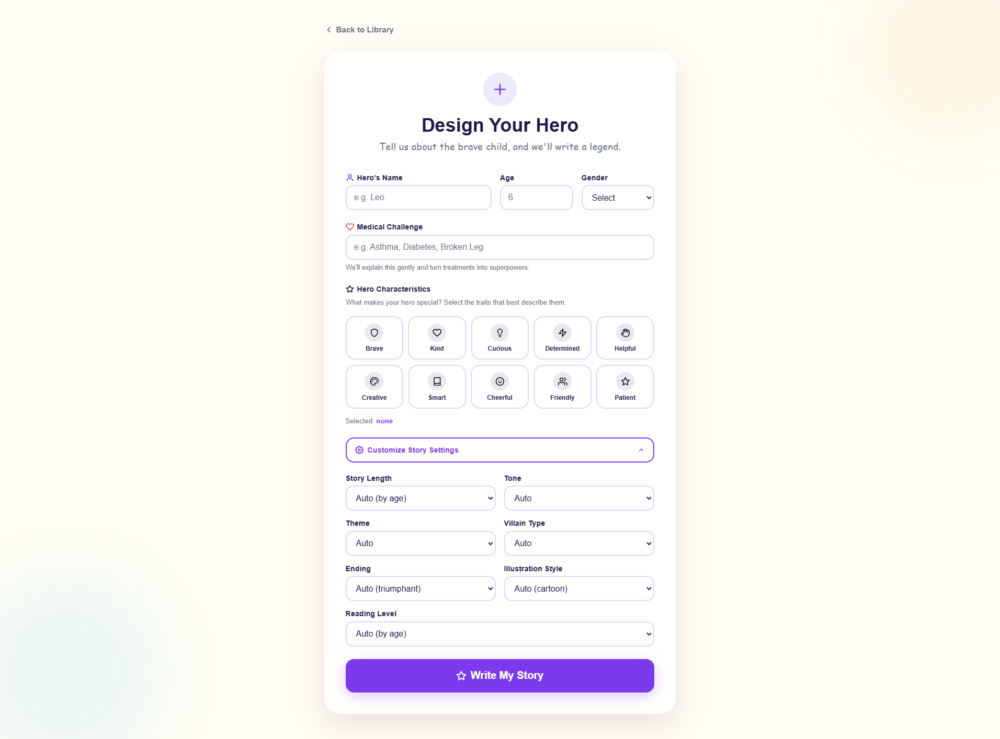 Back to Library
Design Your Hero
Tell us about the brave child, and we'll write a legend.
Hero's Name
Age
Gender
e.g. Leo
6
Select
Medical Challenge
e.g. Asthma, Diabetes, Broken Leg
We'll explain this gently and turn treatments into superpowers.
Hero Characteristics
What makes your hero special? Select the traits that best describe them.
Brave
Kind
Curious
Determined
Helpful
Creative
Smart
Cheerful
Friendly
Patient
Selected: none
Customize Story Settings
Story Length
Tone
Auto (by age)
Auto
Theme
Villain Type
Auto
Auto
Ending
Illustration Style
Auto (triumphant)
Auto (cartoon)
Reading Level
Auto (by age)
Write My Story